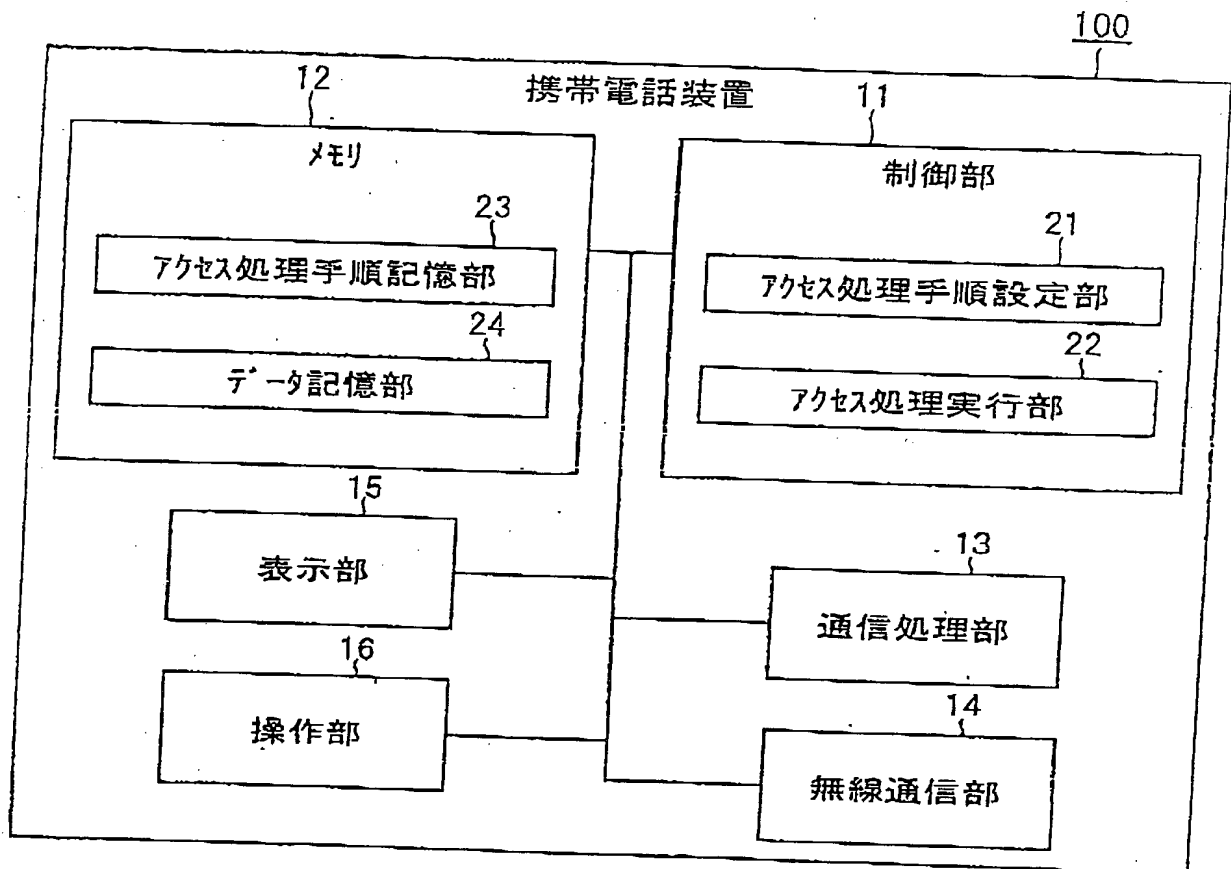 100
携帯電話装置
12
メモリ
23
アクセス処理手順記憶部
24
データ記憶部
11
制御部
21
アクセス処理手順設定部
22
アクセス処理実行部
15
表示部
16
操作部
13
通信処理部
14
無線通信部